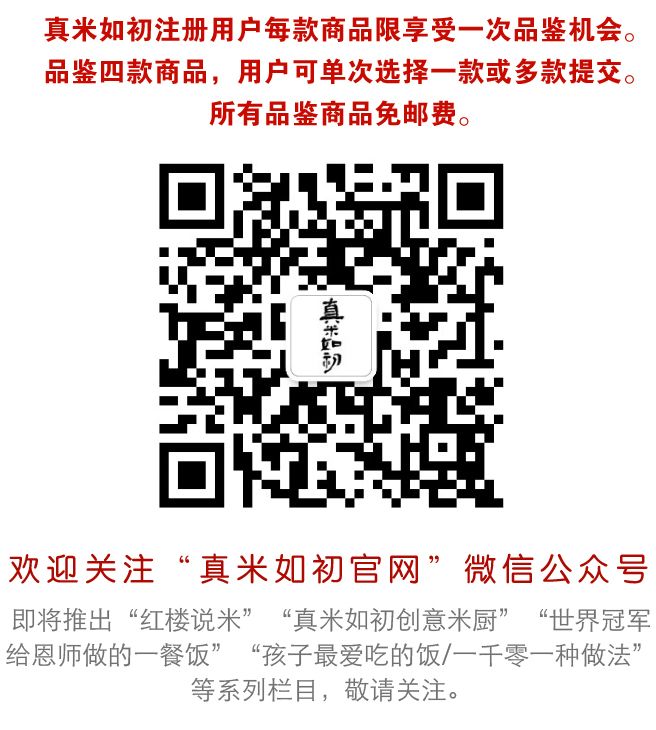 真米如初注册用户每款商品限享受一次品鉴机会。
品鉴四款商品，用户可单次选择一款或多款提交。
所有品鉴商品免邮费。
真米如初
欢迎关注“真米如初官网”微信公众号
即将推出“红楼说米”“真米如初创意米厨”“世界冠军
给恩师做的一餐饭”“孩子最爱吃的饭/一千零一种做法”
等系列栏目，敬请关注。